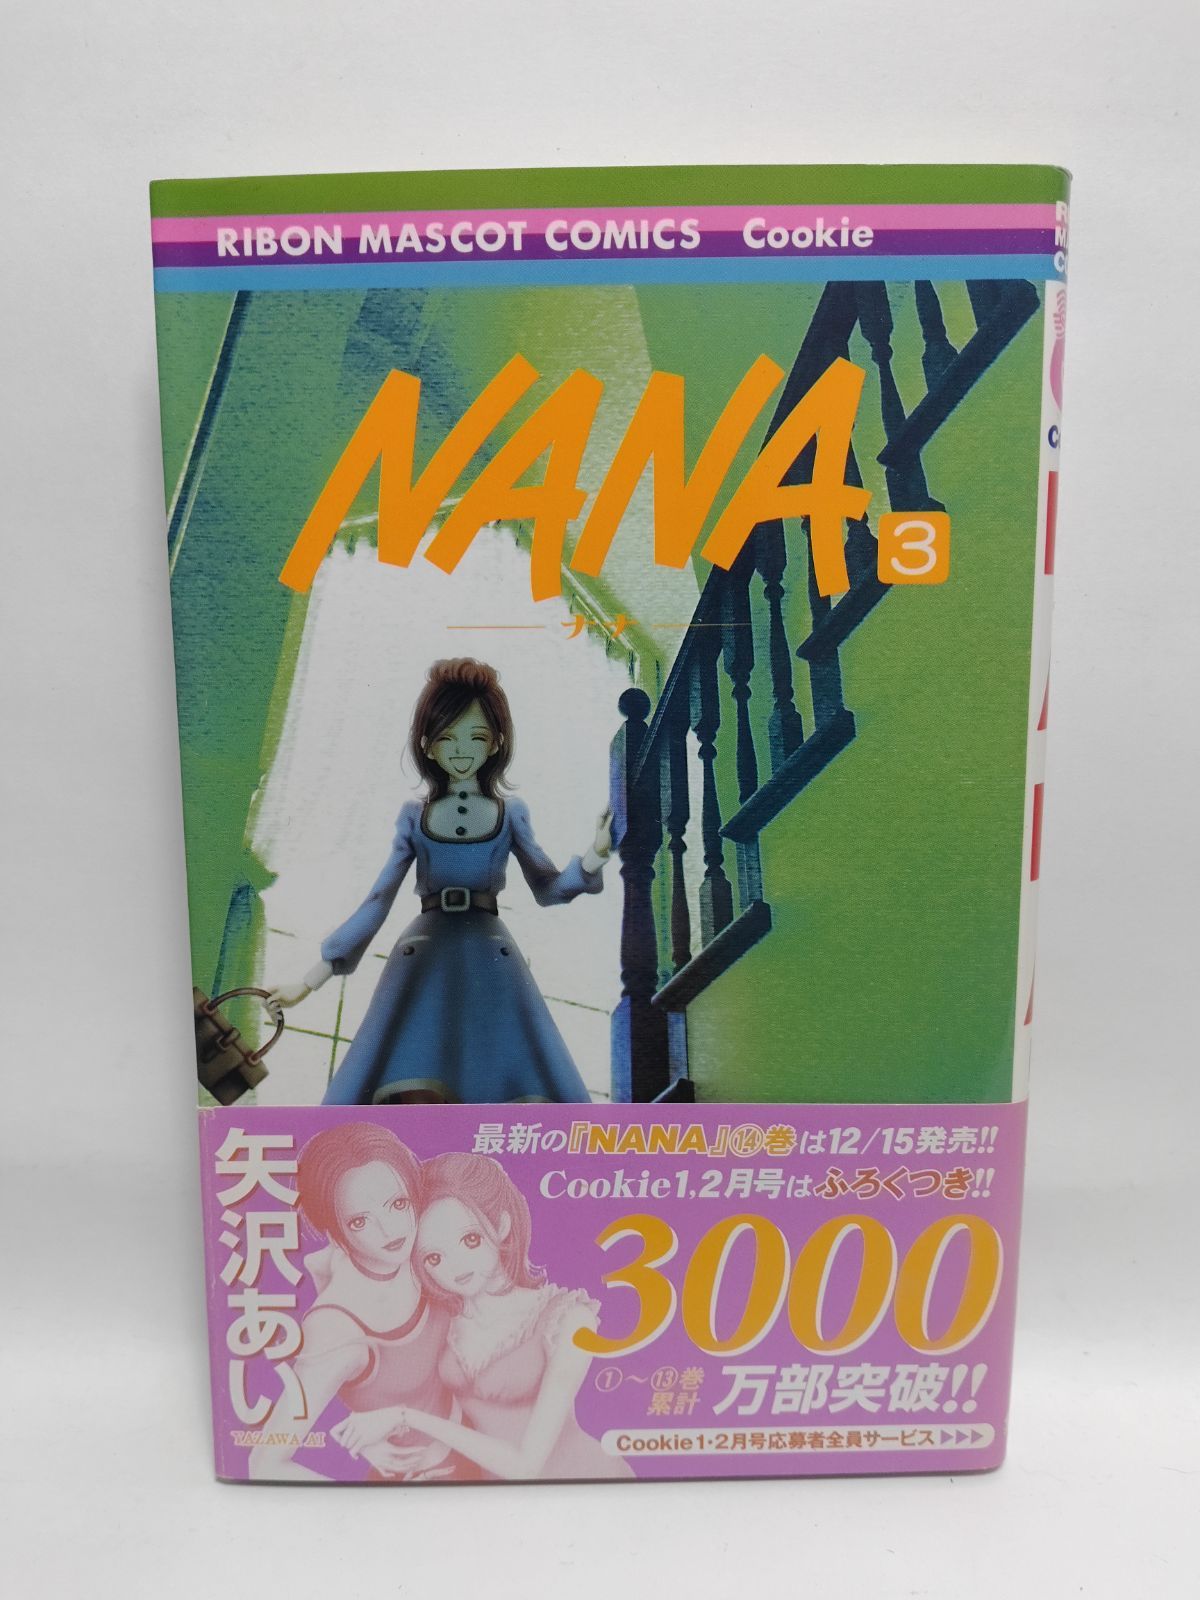 RIBON MASCOT COMICS Cookie
NANA 3
ナナ
最新の『NANA』⑭巻は12/15発売!!
Cookie1,2月号はふろくつき!!
3000
①〜⑬巻
累計
万部突破!!
Cookie1・2月号応募者全員サービス▶▶▶
矢沢あい
YAZAWA AI